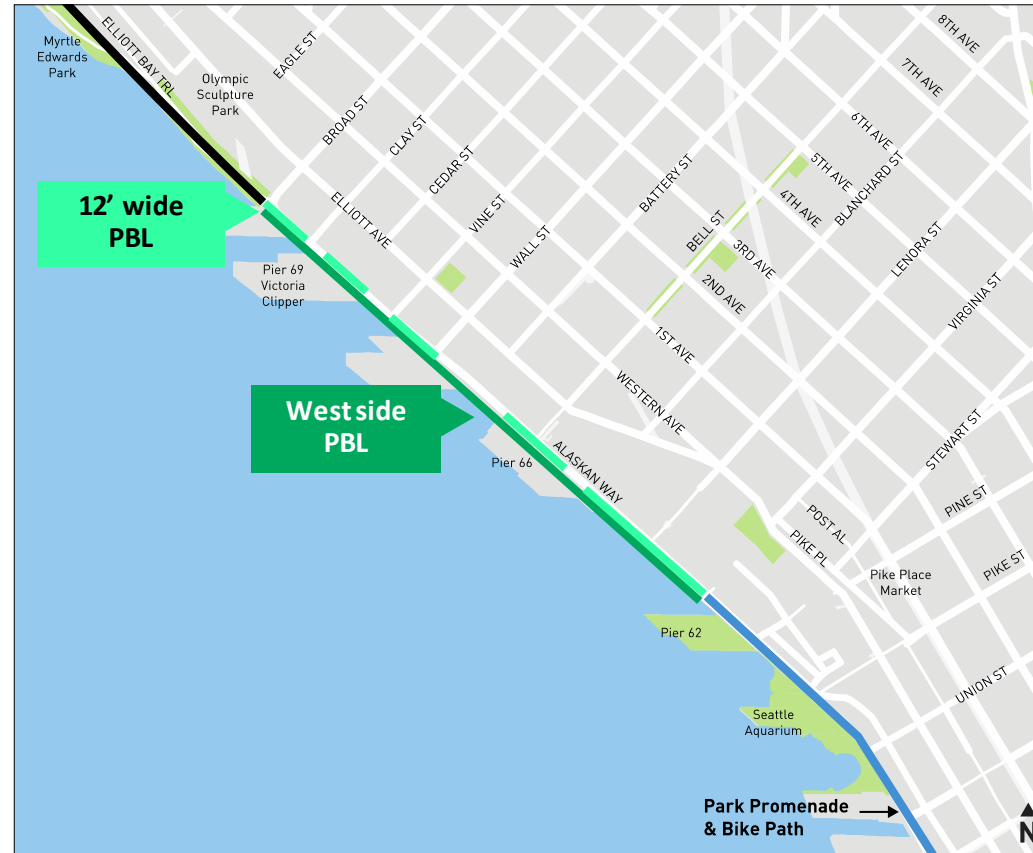 Myrtle
Edwards
Park
ELLIOTT BAY TRL
EAGLE ST
Olympic
Sculpture
Park
BROAD ST
CLAY ST
CEDAR ST
VINE ST
WALL ST
BATTERY ST
BELL ST
8TH AVE
7TH AVE
6TH AVE
5TH AVE
4TH AVE
3RD AVE
2ND AVE
1ST AVE
BLANCHARD ST
LENORA ST
VIRGINIA ST
12’ wide
PBL
ELLIOTT AVE
Pier 69
Victoria
Clipper
WESTERN AVE
West side
PBL
Pier 66
ALASKAN WAY
STEWART ST
PINE ST
PIKE ST
POST AL
PIKE PL
Pike Place
Market
Pier 62
UNION ST
Seattle
Aquarium
Park Promenade
& Bike Path
N